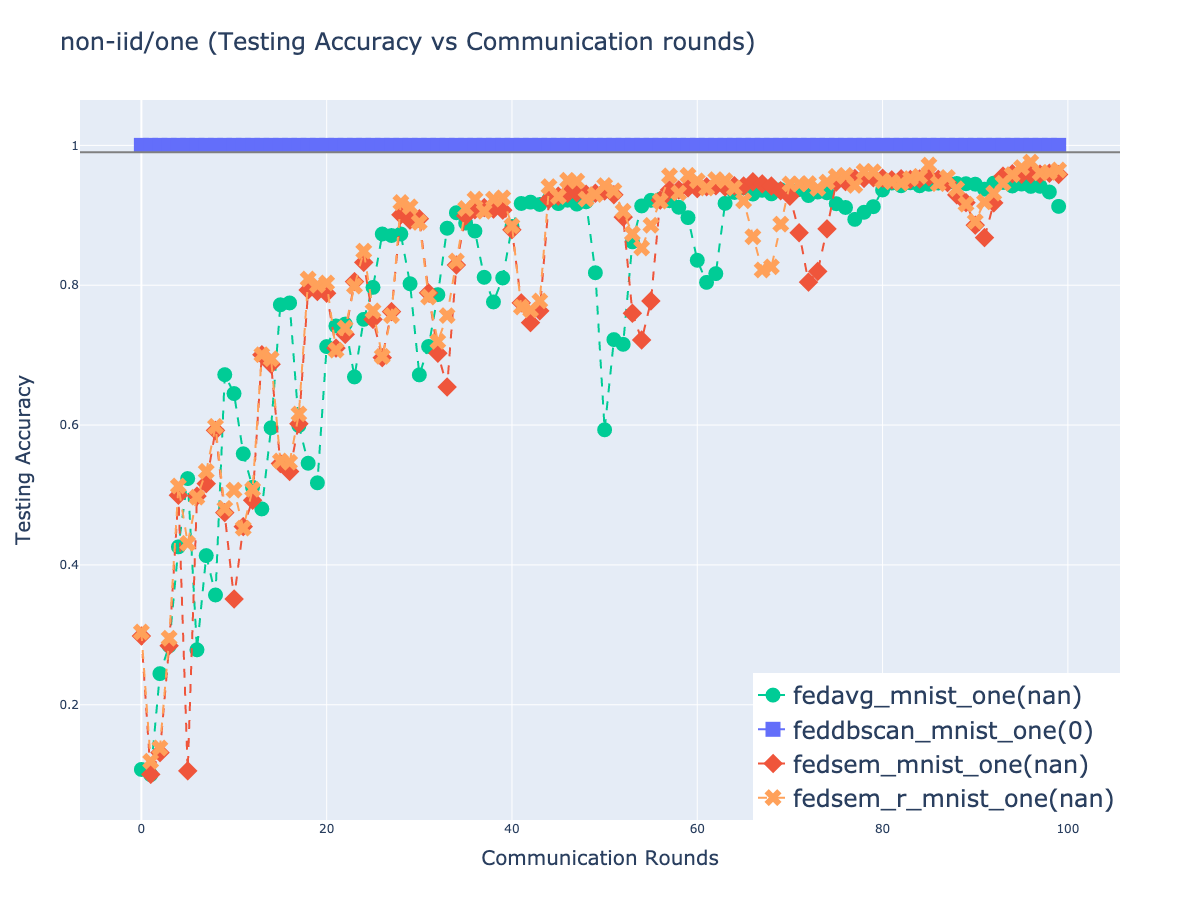 non-iid/one (Testing Accuracy vs Communication rounds)
Testing Accuracy
1
0.8
0.6
0.4
0.2
0
20
40
60
80
100
Communication Rounds
fedavg_mnist_one(nan)
feddbscan_mnist_one(0)
fedsem_mnist_one(nan)
fedsem_r_mnist_one(nan)